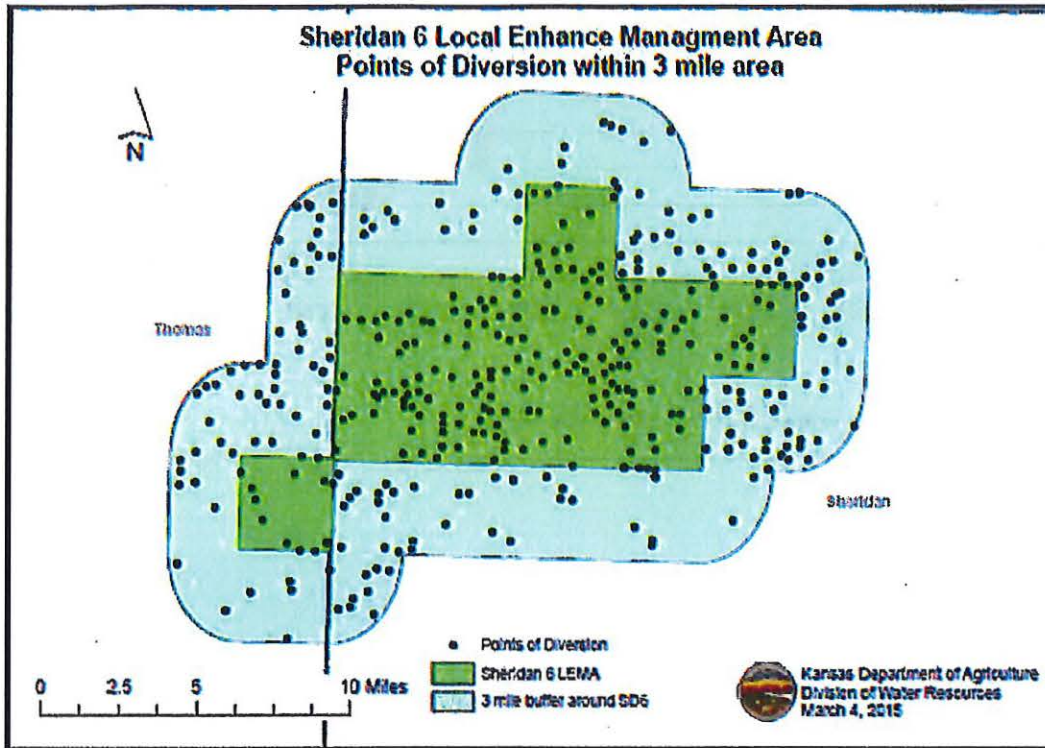 Sheridan 6 Local Enhance Managment Area
Points of Diversion within 3 mile area
N
Thomas
Sheridan
Points of Diversion
Sheridan 6 LEMA
3 mile buffer around SD6
0 2.5 5 10 Miles
Kansas Department of Agriculture
Division of Water Resources
March 4, 2015